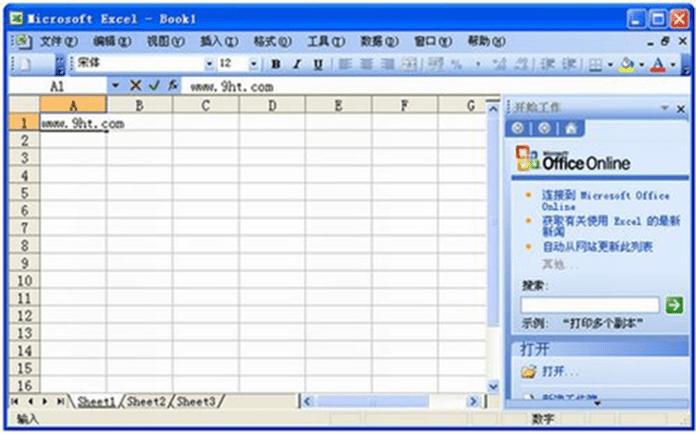 Microsoft Excel - Book1
文件(F) 编辑(E) 视图(V) 插入(I) 格式(O) 工具(T) 数据(D) 窗口(W) 帮助(H)
宋体 12 B I U A
A1 www.9ht.com
A B C D E F G
1 www.9ht.com
2
3
4
5
6
7
8
9
10
11
12
13
14
15
16
开始工作
Microsoft
Office Online
连接到 Microsoft Office
Online
获取有关使用 Excel 的最新
新闻
自动从网站更新此列表
其他...
搜索:
示例: “打印多个副本”
打开
打开...
Sheet1 Sheet2 Sheet3
输入 数字